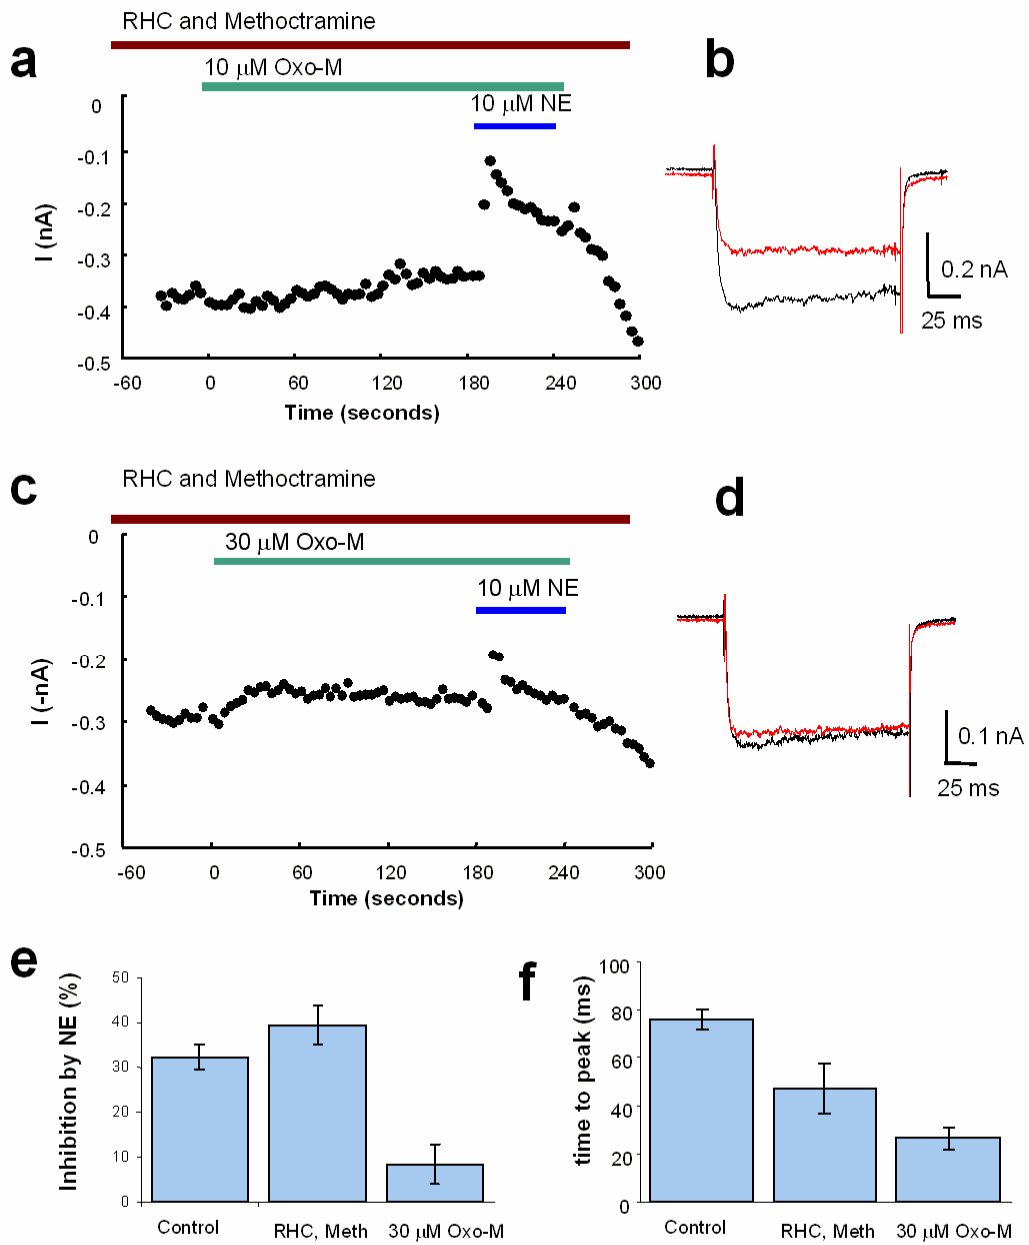 a
RHC and Methoctramine
10 μM Oxo-M
10 μM NE
0
-0.1
-0.2
-0.3
-0.4
-0.5
I (nA)
-60 0 60 120 180 240 300
Time (seconds)
b
0.2 nA
25 ms
c
RHC and Methoctramine
30 μM Oxo-M
10 μM NE
0
-0.1
-0.2
-0.3
-0.4
-0.5
I (-nA)
-60 0 60 120 180 240 300
Time (seconds)
d
0.1 nA
25 ms
e
Inhibition by NE (%)
50
40
30
20
10
0
Control RHC, Meth 30 μM Oxo-M
f
time to peak (ms)
100
80
60
40
20
0
Control RHC, Meth 30 μM Oxo-M